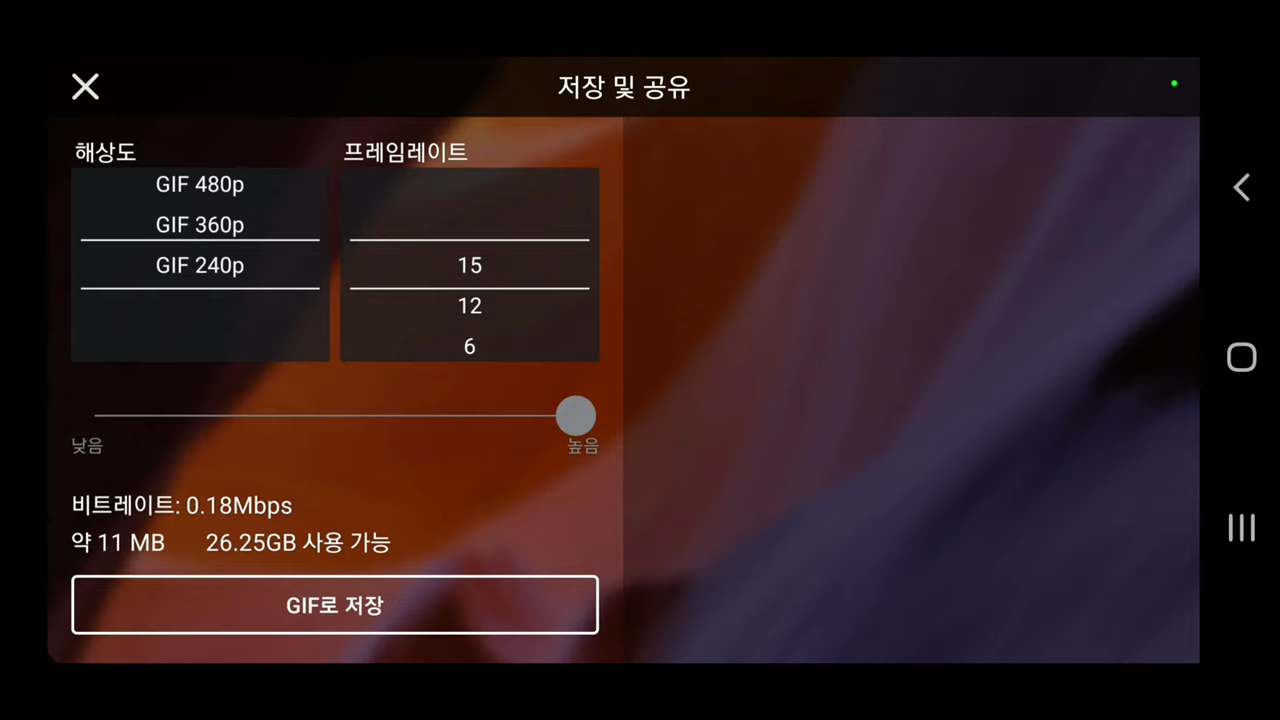 저장 및 공유
해상도
GIF 480p
GIF 360p
GIF 240p
프레임레이트
15
12
6
낮음
높음
비트레이트: 0.18Mbps
약 11 MB 26.25GB 사용 가능
GIF로 저장